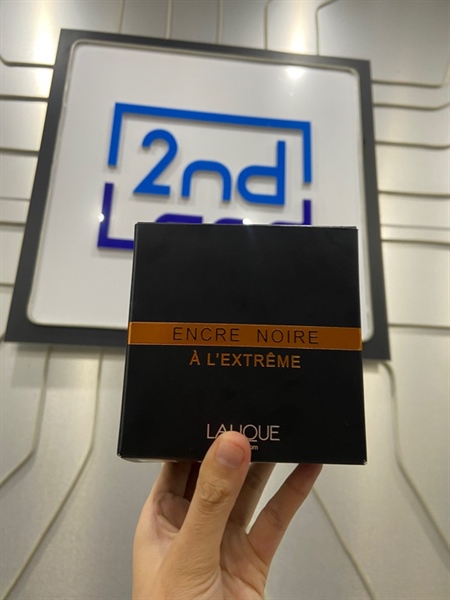 2nd
ENCRE NOIRE
À L'EXTRÊME
LALIQUE